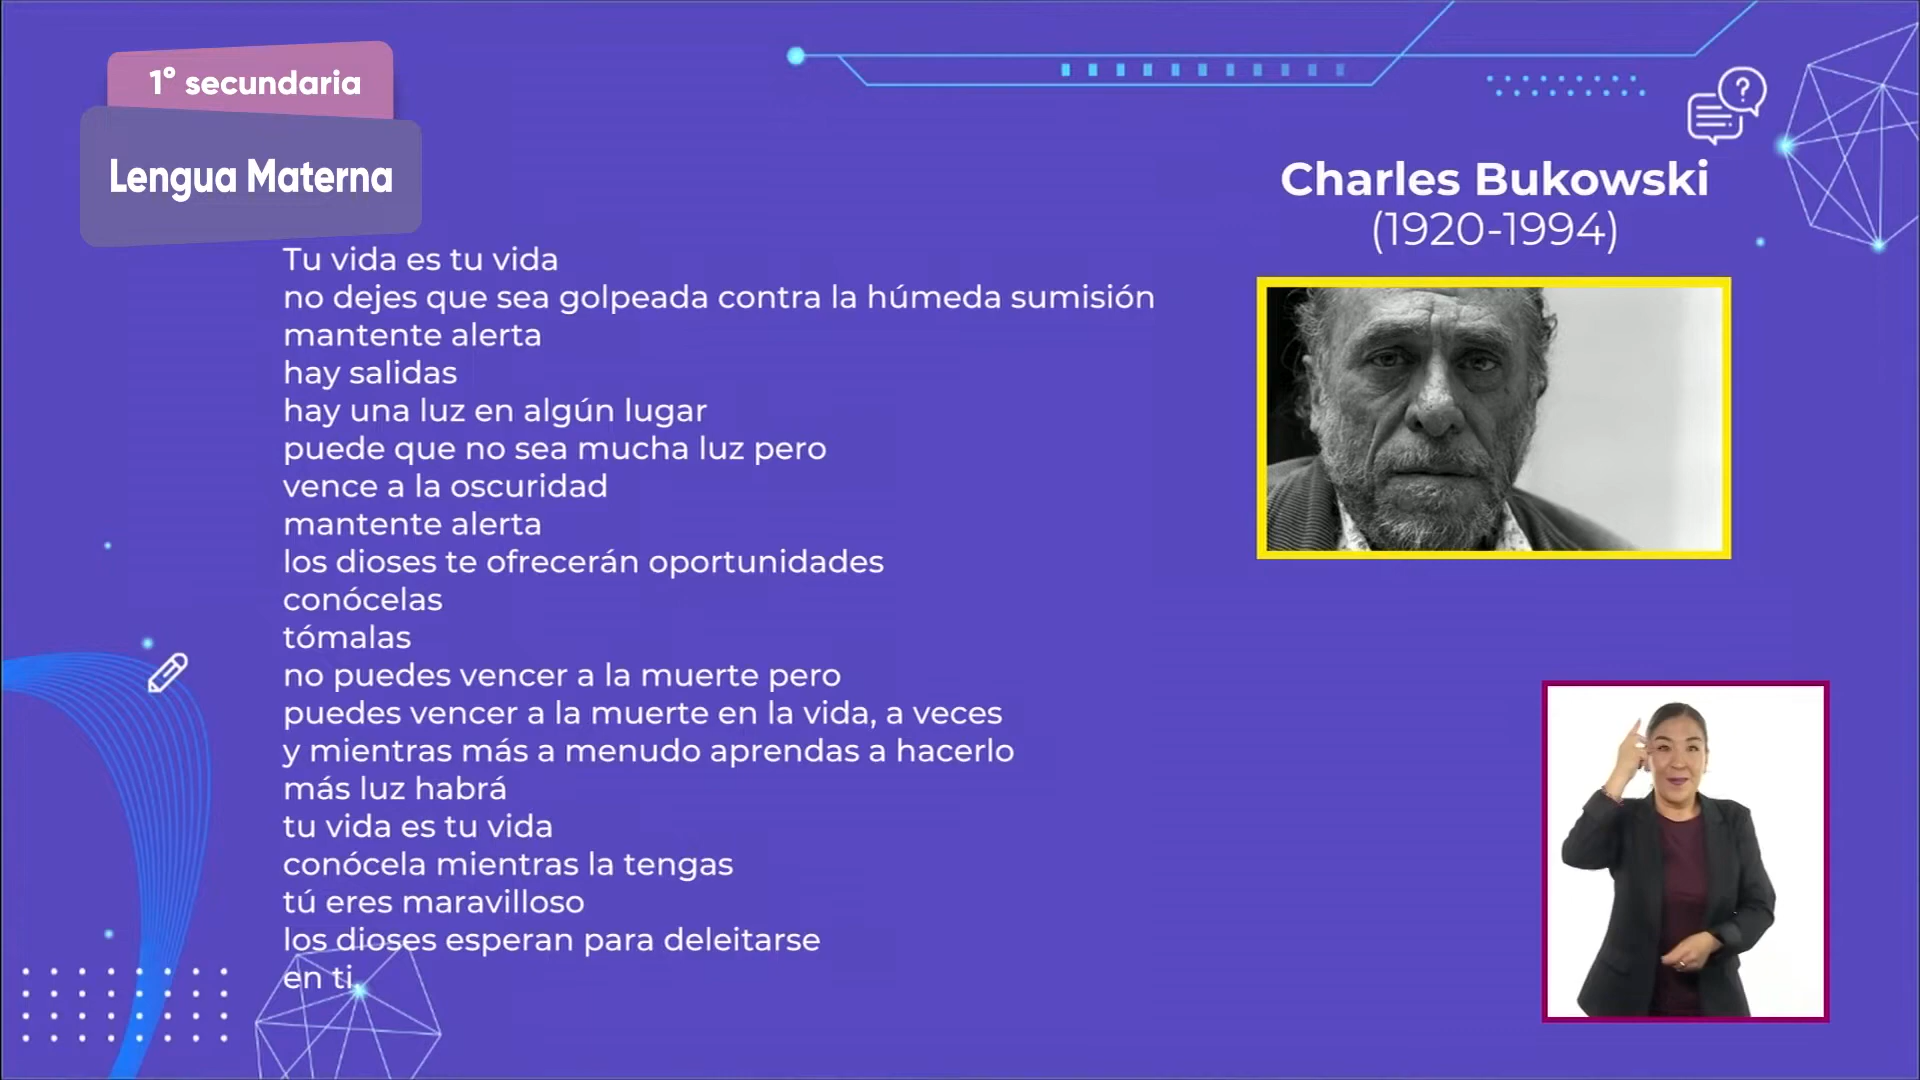 1° secundaria
Lengua Materna
Charles Bukowski
(1920-1994)
Tu vida es tu vida
no dejes que sea golpeada contra la húmeda sumisión
mantente alerta
hay salidas
hay una luz en algún lugar
puede que no sea mucha luz pero
vence a la oscuridad
mantente alerta
los dioses te ofrecerán oportunidades
conócelas
tómalas
no puedes vencer a la muerte pero
puedes vencer a la muerte en la vida, a veces
y mientras más a menudo aprendas a hacerlo
más luz habrá
tu vida es tu vida
conócela mientras la tengas
tú eres maravilloso
los dioses esperan para deleitarse
en ti.